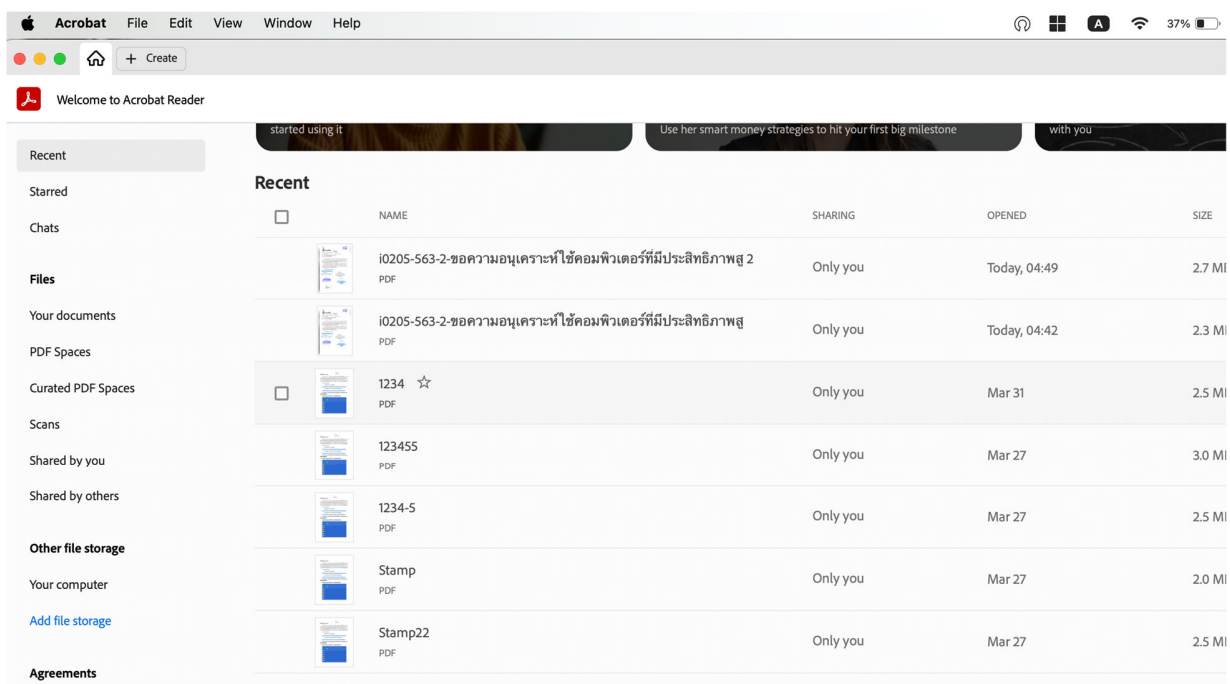 Acrobat File Edit View Window Help A 37%
+ Create
Welcome to Acrobat Reader
started using it
Use her smart money strategies to hit your first big milestone
with you
Recent
Starred
Chats
Files
Your documents
PDF Spaces
Curated PDF Spaces
Scans
Shared by you
Shared by others
Other file storage
Your computer
Add file storage
Agreements
Recent
NAME SHARING OPENED SIZE
i0205-563-2-ขอความอนุเคราะห์ใช้คอมพิวเตอร์ที่มีประสิทธิภาพสู 2 Only you Today, 04:49 2.7
PDF
i0205-563-2-ขอความอนุเคราะห์ใช้คอมพิวเตอร์ที่มีประสิทธิภาพสู Only you Today, 04:42 2.3
PDF
1234 Only you Mar 31 2.5
PDF
123455 Only you Mar 27 3.0
PDF
1234-5 Only you Mar 27 2.5
PDF
Stamp Only you Mar 27 2.0
PDF
Stamp22 Only you Mar 27 2.5
PDF